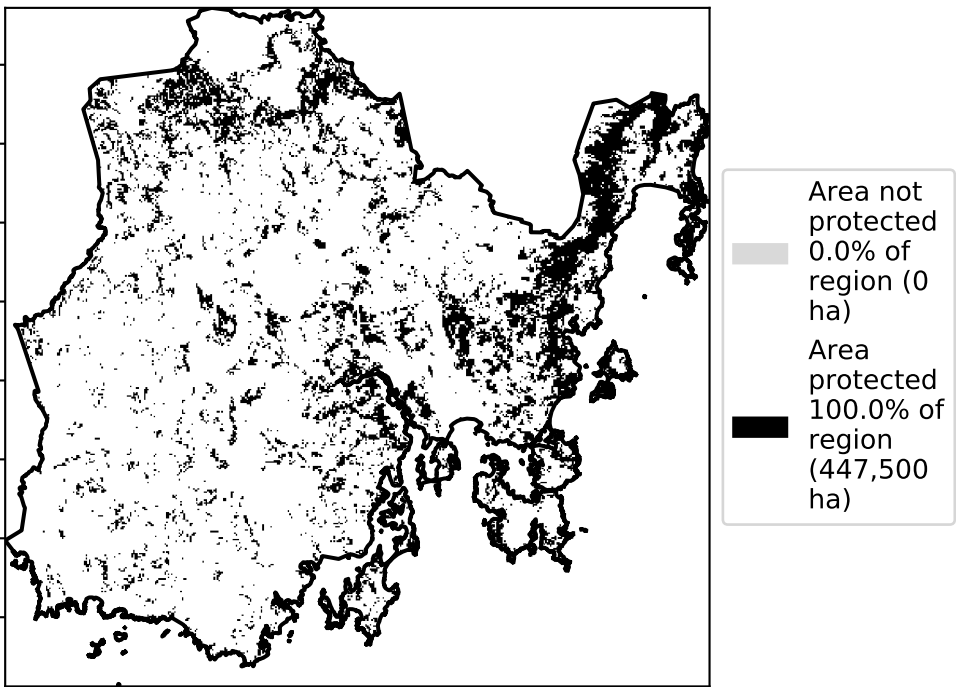 Area not
protected
0.0% of
region (0
ha)
Area
protected
100.0% of
region
(447,500
ha)